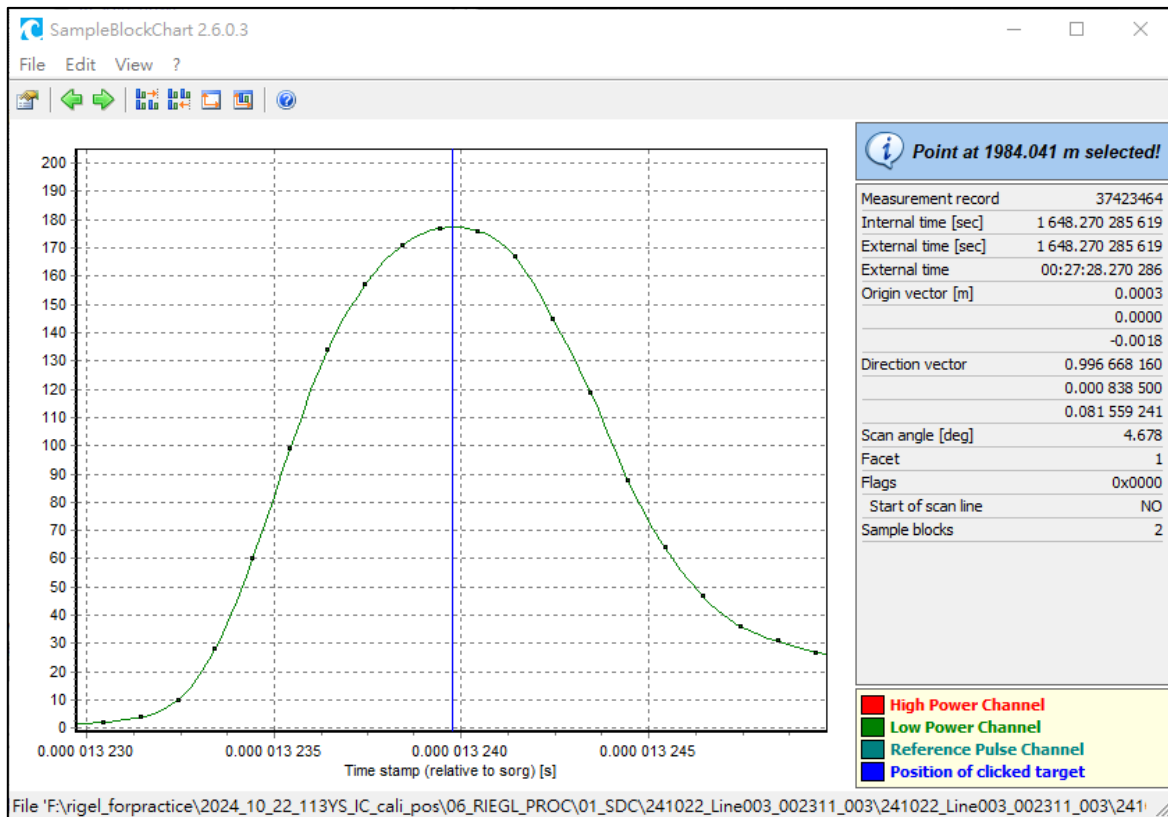 SampleBlockChart 2.6.0.3
File Edit View ?
200
190
180
170
160
150
140
130
120
110
100
90
80
70
60
50
40
30
20
10
0
0.000 113 230 0.000 113 235 0.000 113 240 0.000 113 245
Time stamp (relative to sorg) [s]
Point at 1984.041 m selected!
Measurement record 37423464
Internal time [sec] 1 648.270 285 619
External time [sec] 1 648.270 285 619
External time 00:27:28.270 286
Origin vector [m] 0.0003
0.0000
-0.0018
Direction vector 0.996 668 160
0.000 838 500
0.081 559 241
Scan angle [deg] 4.678
Facet 1
Flags 0x0000
Start of scan line NO
Sample blocks 2
High Power Channel
Low Power Channel
Reference Pulse Channel
Position of clicked target
File 'F:\rigel_forpractice\2024_10_22_113YS_IC_cali_pos\06_RIEGL_PROC\01_SDC\241022_Line003_002311_003\241022_Line003_002311_003\241